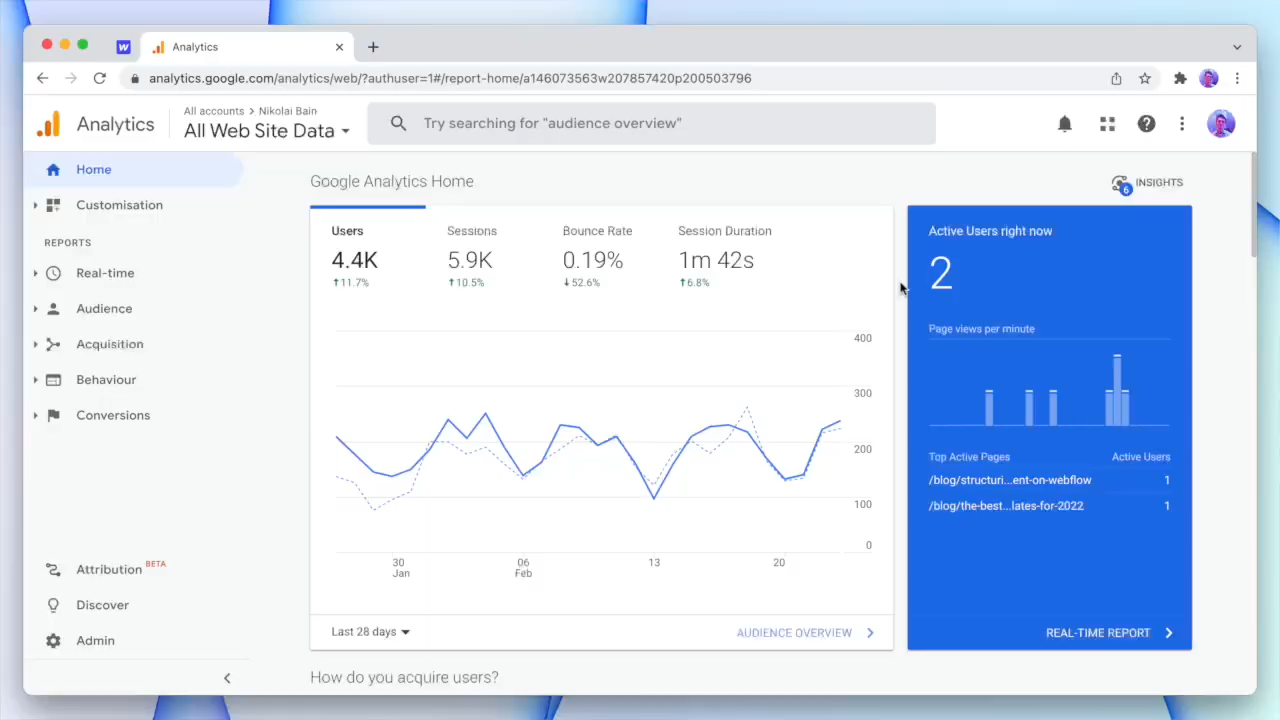 W
Analytics
analytics.google.com/analytics/web/?authuser=1#/report-home/a146073563w207857420p200503796
Analytics
All accounts > Nikolai Bain
All Web Site Data
Try searching for "audience overview"
Home
Customisation
REPORTS
Real-time
Audience
Acquisition
Behaviour
Conversions
Attribution BETA
Discover
Admin
Google Analytics Home
6 INSIGHTS
Users
4.4K
↑11.7%
Sessions
5.9K
↑10.5%
Bounce Rate
0.19%
↓52.6%
Session Duration
1m 42s
↑6.8%
400
300
200
100
0
30
Jan
06
Feb
13
20
Last 28 days
AUDIENCE OVERVIEW
Active Users right now
2
Page views per minute
Top Active Pages Active Users
/blog/structuri...ent-on-webflow 1
/blog/the-best...lates-for-2022 1
REAL-TIME REPORT
How do you acquire users?